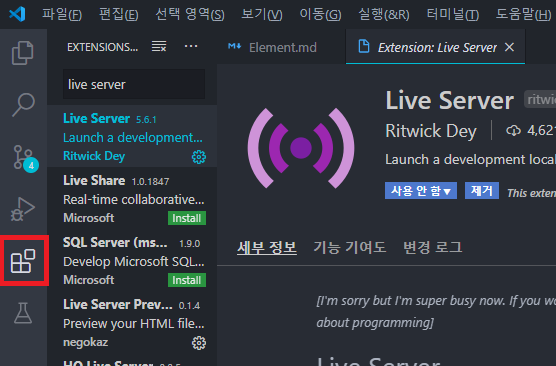 파일(F) 편집(E) 선택 영역(S) 보기(V) 이동(G) 실행(&R) 터미널(T) 도움말(H)
EXTENSIONS...
Element.md
Extension: Live Server
live server
Live Server 5.6.1
Launch a development...
Ritwick Dey
Live Share 1.0.1847
Real-time collaborative...
Microsoft Install
SQL Server (ms... 1.9.0
Develop Microsoft SQL...
Microsoft Install
Live Server Prev... 0.1.4
Preview your HTML file...
negokaz
4
Live Server ritwic
Ritwick Dey 4,621
Launch a development local
사용 안 함 제거 This exten
세부 정보 기능 기여도 변경 로그
[I'm sorry but I'm super busy now. If you wo
about programming]
Live Server